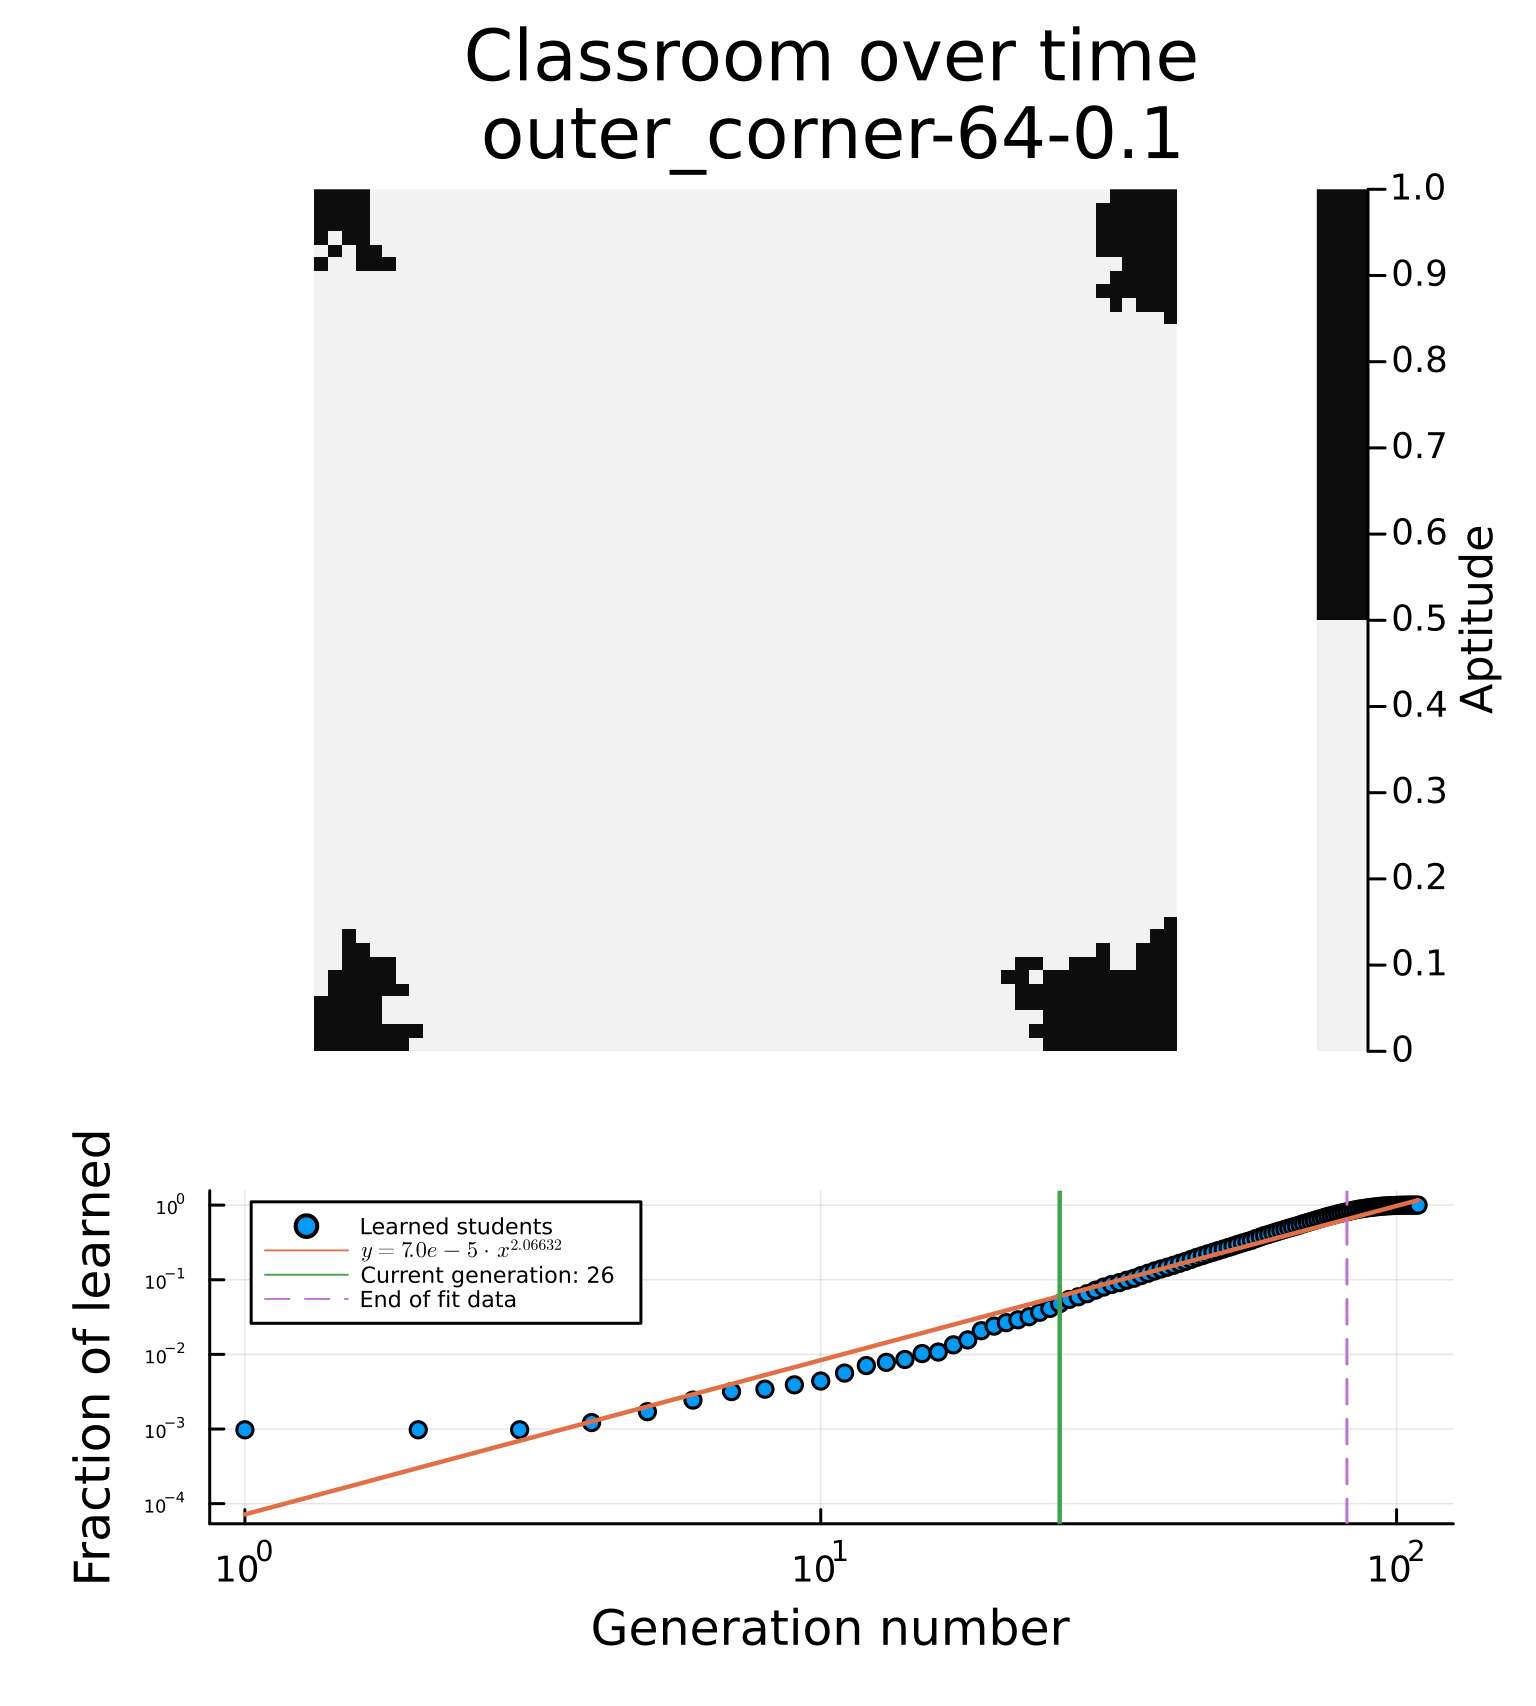 Classroom over time
outer_corner-64-0.1
1.0
0.9
0.8
0.7
0.6
0.5
0.4
0.3
0.2
0.1
0
Aptitude
Fraction of learned
10⁰
10⁻¹
10⁻²
10⁻³
10⁻⁴
Learned students
y = 7.0e − 5 · x^2.06632
Current generation: 26
End of fit data
10⁰ 10¹ 10²
Generation number